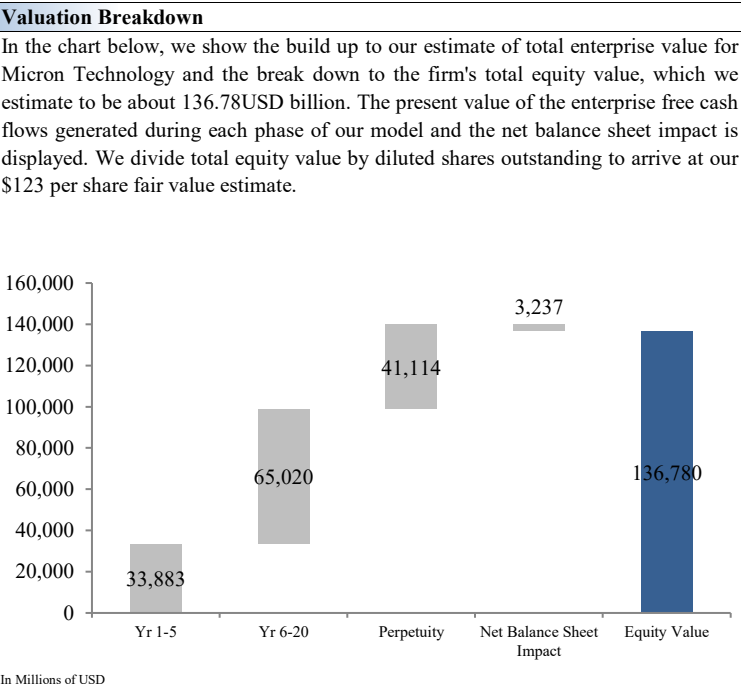 Valuation Breakdown
In the chart below, we show the build up to our estimate of total enterprise value for
Micron Technology and the break down to the firm's total equity value, which we
estimate to be about 136.78USD billion. The present value of the enterprise free cash
flows generated during each phase of our model and the net balance sheet impact is
displayed. We divide total equity value by diluted shares outstanding to arrive at our
$123 per share fair value estimate.
160,000
140,000
120,000
100,000
80,000
60,000
40,000
20,000
0
33,883
65,020
41,114
3,237
136,780
Yr 1-5
Yr 6-20
Perpetuity
Net Balance Sheet
Impact
Equity Value
In Millions of USD